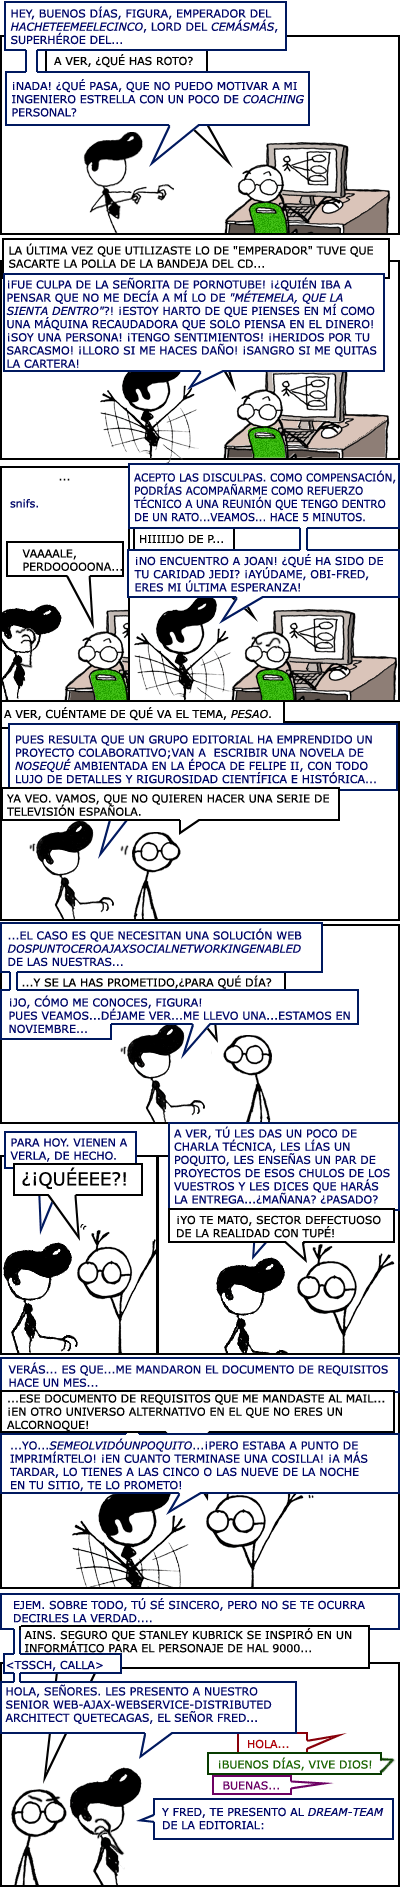 HEY, BUENOS DÍAS, FIGURA, EMPERADOR DEL
HACHETEEMEELECINCO, LORD DEL CEMÁSMÁS,
SUPERHÉROE DEL...
A VER, ¿QUÉ HAS ROTO?
¡NADA! ¿QUÉ PASA, QUE NO PUEDO MOTIVAR A MI
INGENIERO ESTRELLA CON UN POCO DE COACHING
PERSONAL?
LA ÚLTIMA VEZ QUE UTILIZASTE LO DE "EMPERADOR" TUVE QUE
SACARTE LA POLLA DE LA BANDEJA DEL CD...
¡FUE CULPA DE LA SEÑORITA DE PORNOTUBE! ¡¿QUIÉN IBA A
PENSAR QUE NO ME DECÍA A MÍ LO DE "MÉTEMELA, QUE LA
SIENTA DENTRO"?! ¡ESTOY HARTO DE QUE PIENSES EN MÍ COMO
UNA MÁQUINA RECAUDADORA QUE SOLO PIENSA EN EL DINERO!
¡SOY UNA PERSONA! ¡TENGO SENTIMIENTOS! ¡HERIDOS POR TU
SARCASMO! ¡LLORO SI ME HACES DAÑO! ¡SANGRO SI ME QUITAS
LA CARTERA!
...
snifs.
VAAAALE,
PERDOOOOONA...
ACEPTO LAS DISCULPAS. COMO COMPENSACIÓN,
PODRÍAS ACOMPAÑARME COMO REFUERZO
TÉCNICO A UNA REUNIÓN QUE TENGO DENTRO
DE UN RATO...VEAMOS... HACE 5 MINUTOS.
HIIIIIJO DE P...
¡NO ENCUENTRO A JOAN! ¿QUÉ HA SIDO DE
TU CARIDAD JEDI? ¡AYÚDAME, OBI-FRED,
ERES MI ÚLTIMA ESPERANZA!
A VER, CUÉNTAME DE QUÉ VA EL TEMA, PESAO.
PUES RESULTA QUE UN GRUPO EDITORIAL HA EMPRENDIDO UN
PROYECTO COLABORATIVO;VAN A ESCRIBIR UNA NOVELA DE
NOSEQUÉ AMBIENTADA EN LA ÉPOCA DE FELIPE II, CON TODO
LUJO DE DETALLES Y RIGUROSIDAD CIENTÍFICA E HISTÓRICA...
YA VEO. VAMOS, QUE NO QUIEREN HACER UNA SERIE DE
TELEVISIÓN ESPAÑOLA.
...EL CASO ES QUE NECESITAN UNA SOLUCIÓN WEB
DOSPUNTOCEROAJAXSOCIALNETWORKINGENABLED
DE LAS NUESTRAS...
...Y SE LA HAS PROMETIDO,¿PARA QUÉ DÍA?
¡JO, CÓMO ME CONOCES, FIGURA!
PUES VEAMOS...DÉJAME VER...ME LLEVO UNA...ESTAMOS EN
NOVIEMBRE...
PARA HOY. VIENEN A
VERLA, DE HECHO.
¿¡QUÉEEEE?!
A VER, TÚ LES DAS UN POCO DE
CHARLA TÉCNICA, LES LÍAS UN
POQUITO, LES ENSEÑAS UN PAR DE
PROYECTOS DE ESOS CHULOS DE LOS
VUESTROS Y LES DICES QUE HARÁS
LA ENTREGA...¿MAÑANA? ¿PASADO?
¡YO TE MATO, SECTOR DEFECTUOSO
DE LA REALIDAD CON TUPÉ!
VERÁS... ES QUE...ME MANDARON EL DOCUMENTO DE REQUISITOS
HACE UN MES...
...ESE DOCUMENTO DE REQUISITOS QUE ME MANDASTE AL MAIL...
¡EN OTRO UNIVERSO ALTERNATIVO EN EL QUE NO ERES UN
ALCORNOQUE!
...YO...SEMEOLVIDÓUNPOQUITO...¡PERO ESTABA A PUNTO DE
IMPRIMÍRTELO! ¡EN CUANTO TERMINASE UNA COSILLA! ¡A MÁS
TARDAR, LO TIENES A LAS CINCO O LAS NUEVE DE LA NOCHE
EN TU SITIO, TE LO PROMETO!
EJEM. SOBRE TODO, TÚ SÉ SINCERO, PERO NO SE TE OCURRA
DECIRLES LA VERDAD....
AINS. SEGURO QUE STANLEY KUBRICK SE INSPIRÓ EN UN
INFORMÁTICO PARA EL PERSONAJE DE HAL 9000...
<TSSCH, CALLA>
HOLA, SEÑORES. LES PRESENTO A NUESTRO
SENIOR WEB-AJAX-WEBSERVICE-DISTRIBUTED
ARCHITECT QUETECAGAS, EL SEÑOR FRED...
HOLA...
¡BUENOS DÍAS, VIVE DIOS!
BUENAS...
Y FRED, TE PRESENTO AL DREAM-TEAM
DE LA EDITORIAL: